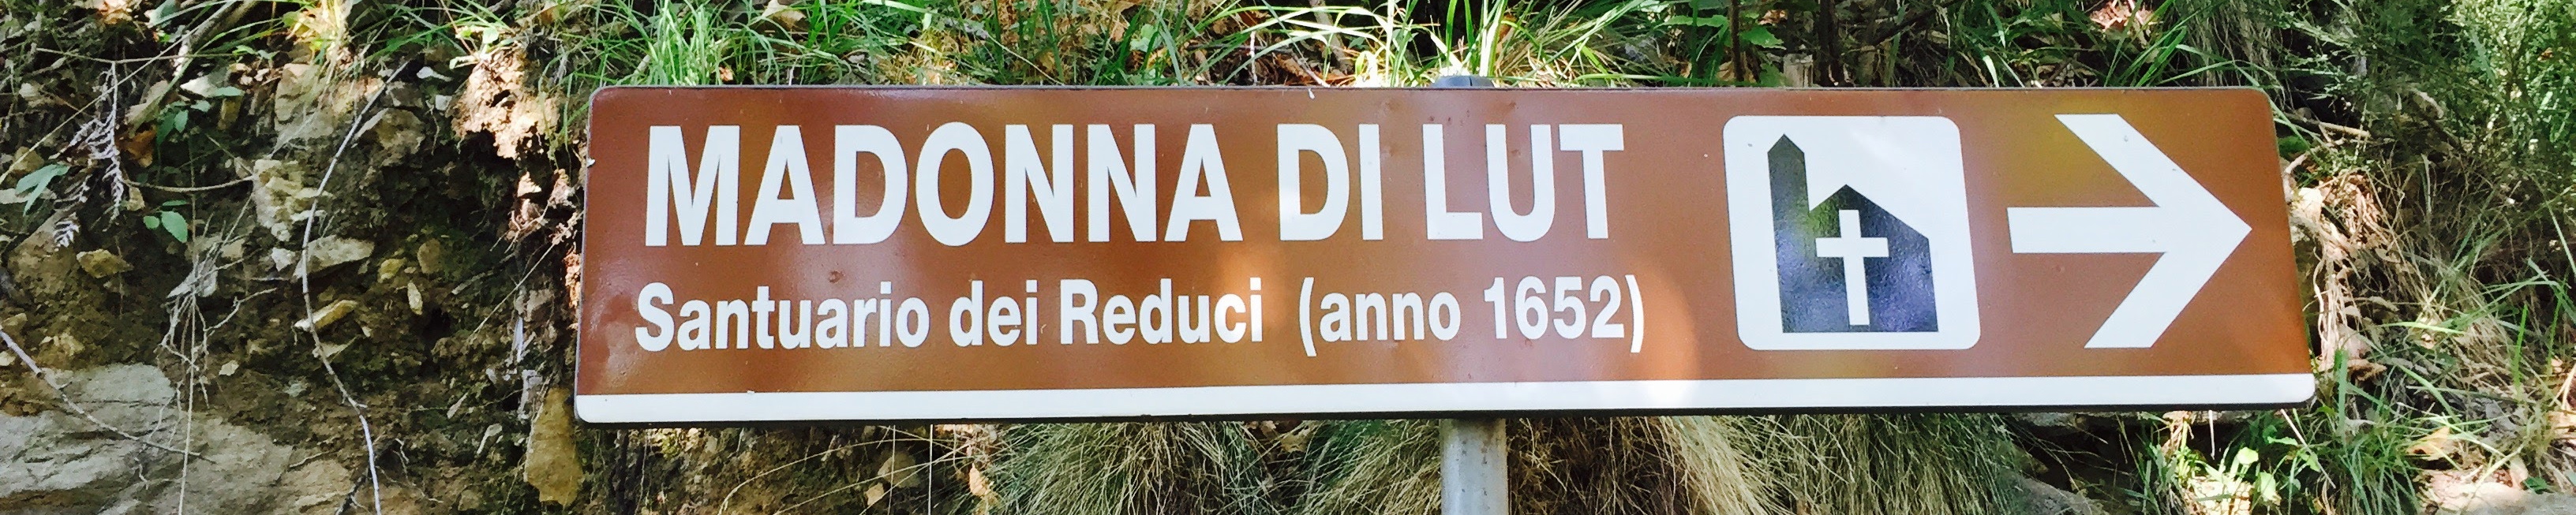 MADONNA DI LUT
Santuario dei Reduci (anno 1652)